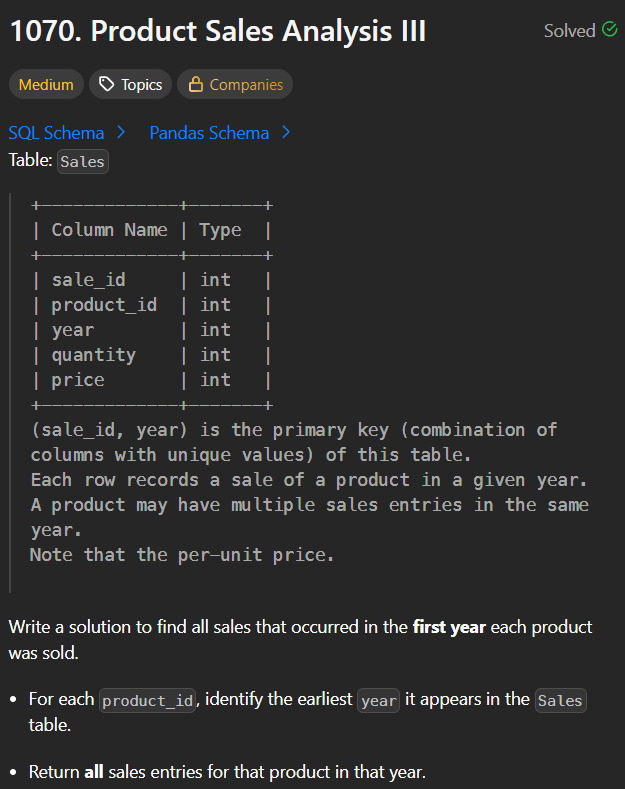 1070. Product Sales Analysis III
Solved
Medium
Topics
Companies
SQL Schema
Pandas Schema
Table: Sales
+-------------+-------+
| Column Name | Type  |
+-------------+-------+
| sale_id     | int   |
| product_id  | int   |
| year        | int   |
| quantity    | int   |
| price       | int   |
+-------------+-------+
(sale_id, year) is the primary key (combination of
columns with unique values) of this table.
Each row records a sale of a product in a given year.
A product may have multiple sales entries in the same
year.
Note that the per-unit price.
Write a solution to find all sales that occurred in the first year each product
was sold.
• For each product_id, identify the earliest year it appears in the Sales
table.
• Return all sales entries for that product in that year.